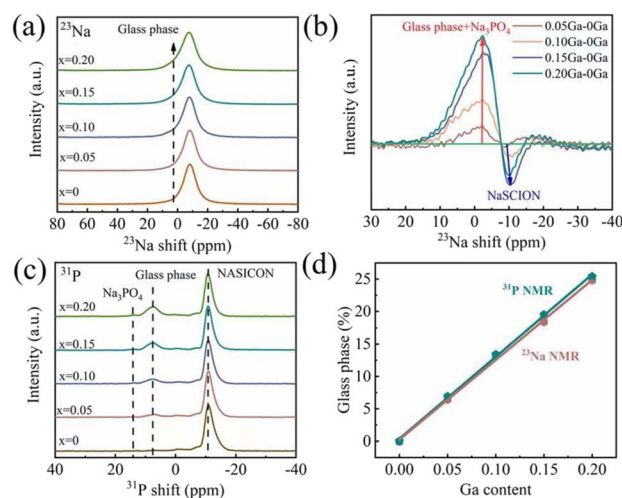 (a)
²³Na
Glass phase
x=0.20
x=0.15
x=0.10
x=0.05
x=0
Intensity (a.u.)
80 60 40 20 0 -20 -40 -60 -80
²³Na shift (ppm)
(b)
Glass phase+Na₃PO₄
0.05Ga-0Ga
0.10Ga-0Ga
0.15Ga-0Ga
0.20Ga-0Ga
NaSCION
Intensity (a.u.)
30 20 10 0 -10 -20 -30 -40
²³Na shift (ppm)
(c)
³¹P
Glass phase
NASICON
Na₃PO₄
x=0.20
x=0.15
x=0.10
x=0.05
x=0
Intensity (a.u.)
40 20 0 -20 -40
³¹P shift (ppm)
(d)
³¹P NMR
²³Na NMR
Glass phase (%)
25
20
15
10
5
0
0.00 0.05 0.10 0.15 0.20
Ga content